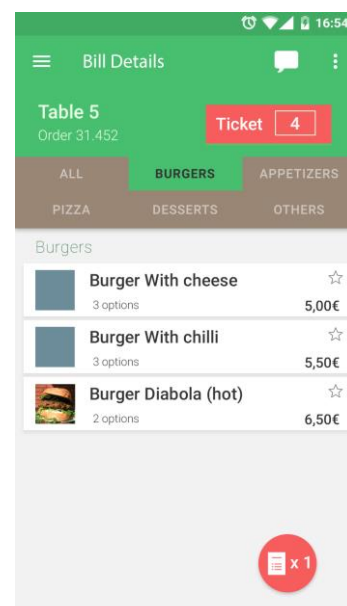 16:54
Bill Details
Table 5
Order 31.452
Ticket 4
ALL BURGERS APPETIZERS
PIZZA DESSERTS OTHERS
Burgers
Burger With cheese
3 options 5,00€
Burger With chilli
3 options 5,50€
Burger Diabola (hot)
2 options 6,50€
x 1